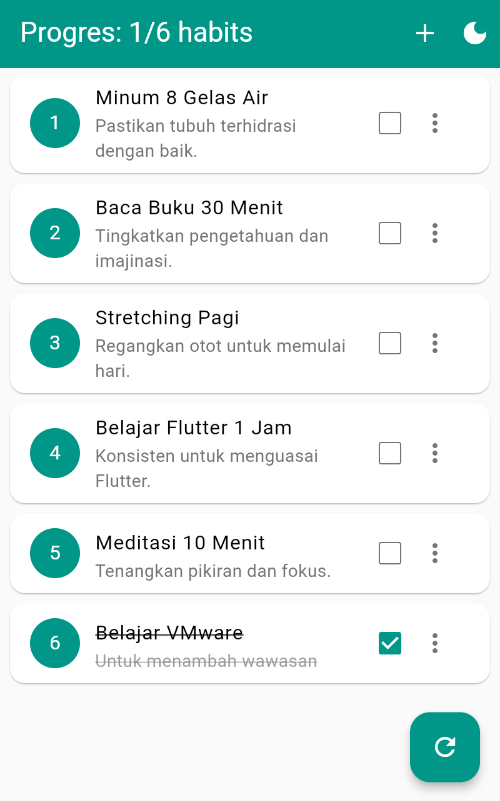 Progres: 1/6 habits
1
Minum 8 Gelas Air
Pastikan tubuh terhidrasi
dengan baik.
2
Baca Buku 30 Menit
Tingkatkan pengetahuan dan
imajinasi.
3
Stretching Pagi
Regangkan otot untuk memulai
hari.
4
Belajar Flutter 1 Jam
Konsisten untuk menguasai
Flutter.
5
Meditasi 10 Menit
Tenangkan pikiran dan fokus.
6
Belajar VMware
Untuk menambah wawasan